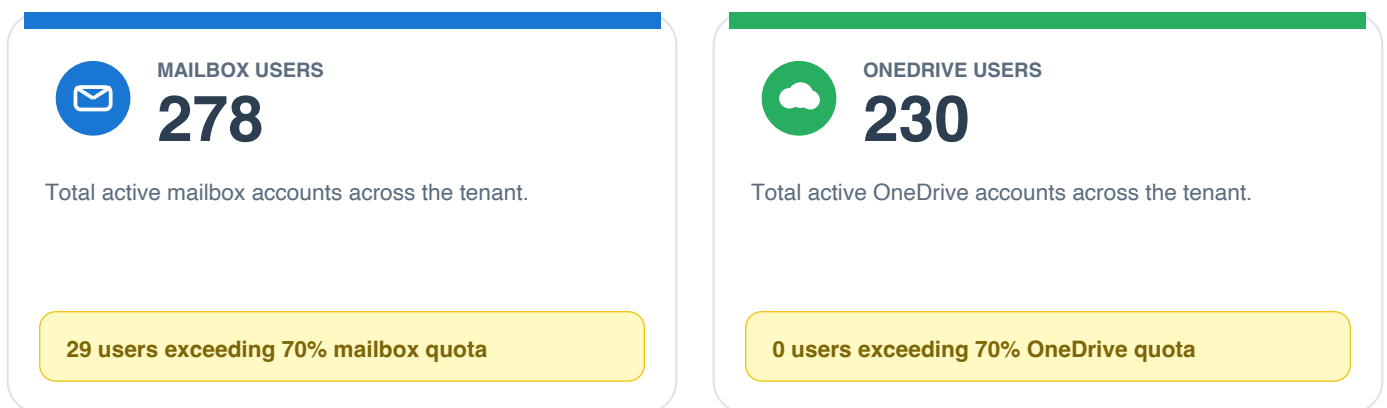 MAILBOX USERS
278
Total active mailbox accounts across the tenant.
29 users exceeding 70% mailbox quota
ONEDRIVE USERS
230
Total active OneDrive accounts across the tenant.
0 users exceeding 70% OneDrive quota